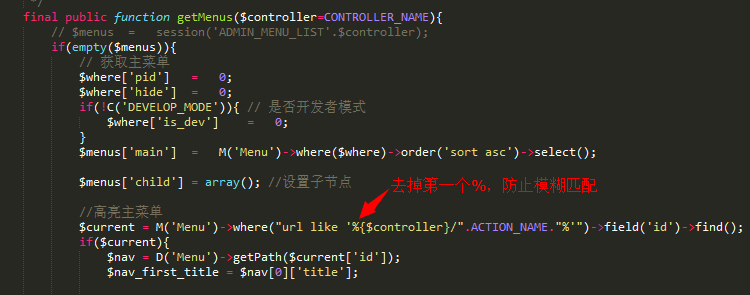 */
final public function getMenus($controller=CONTROLLER_NAME){
// $menus  =   session('ADMIN_MENU_LIST'.$controller);
if(empty($menus)){
// 获取主菜单
$where['pid']   =   0;
$where['hide']  =   0;
if(!C('DEVELOP_MODE')){ // 是否开发者模式
$where['is_dev']    =   0;
}
$menus['main']  =   M('Menu')->where($where)->order('sort asc')->select();
$menus['child'] = array(); //设置子节点
去掉第一个%，防止模糊匹配
//高亮主菜单
$current = M('Menu')->where("url like '%{$controller}/".ACTION_NAME."%'")->field('id')->find();
if($current){
$nav = D('Menu')->getPath($current['id']);
$nav_first_title = $nav[0]['title'];